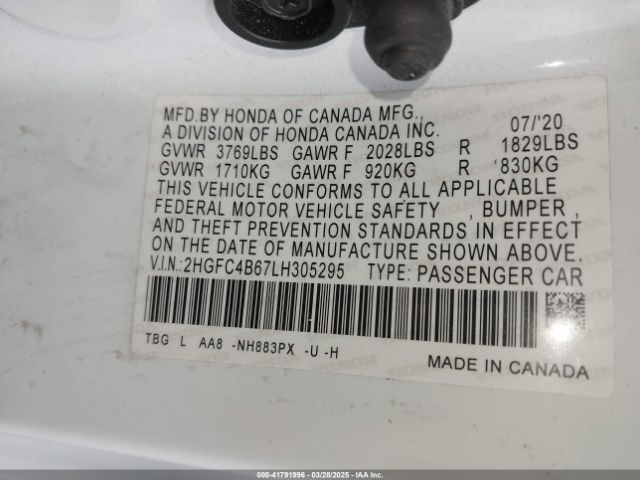 MFD.BY HONDA OF CANADA MFG.,
A DIVISION OF HONDA CANADA INC. 07/'20
GVWR 3769LBS GAWR F 2028LBS R 1829LBS
GVWR 1710KG GAWR F 920KG R '830KG
THIS VEHICLE CONFORMS TO ALL APPLICABLE
FEDERAL MOTOR VEHICLE SAFETY , BUMPER ,
AND THEFT PREVENTION STANDARDS IN EFFECT
ON THE DATE OF MANUFACTURE SHOWN ABOVE.
V.I.N:2HGFC4B67LH305295 TYPE: PASSENGER CAR
TBG L AA8 -NH883PX -U -H
MADE IN CANADA
000-41791996 | 03/28/2025 | IAA Inc.